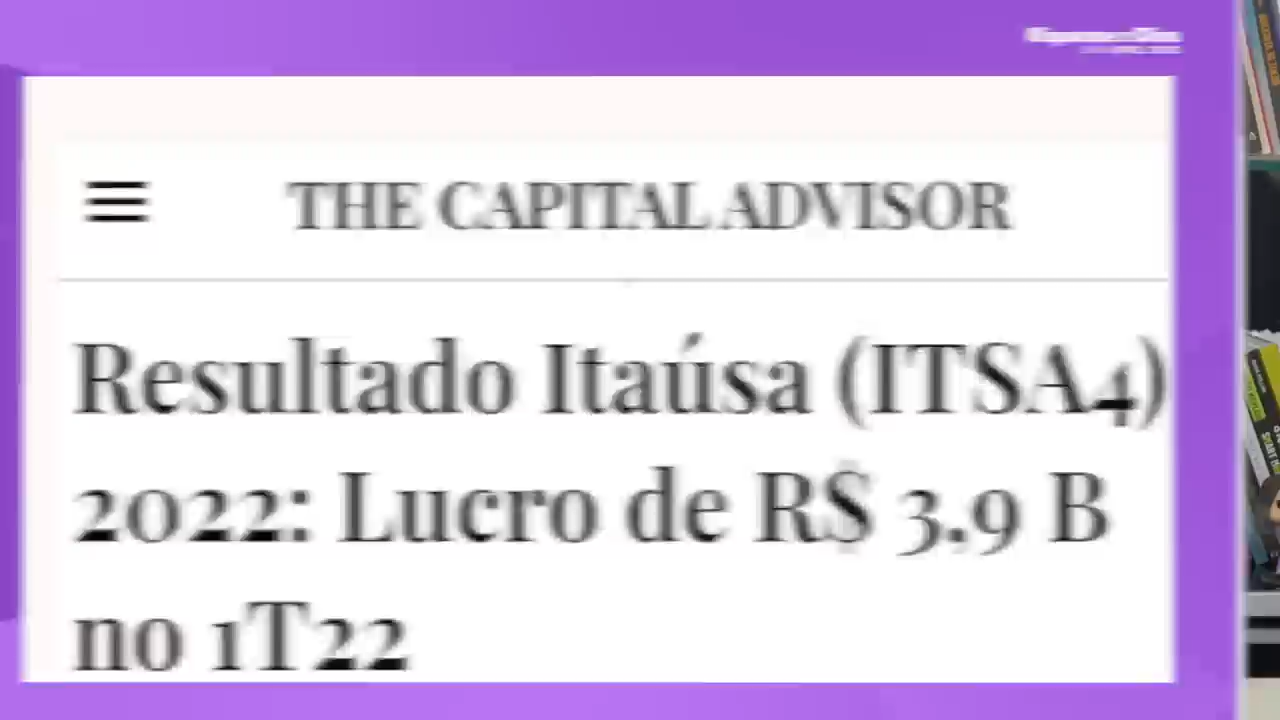 THE CAPITAL ADVISOR
Resultado Itaúsa (ITSA4)
2022: Lucro de R$ 3,9 B
no 1T22